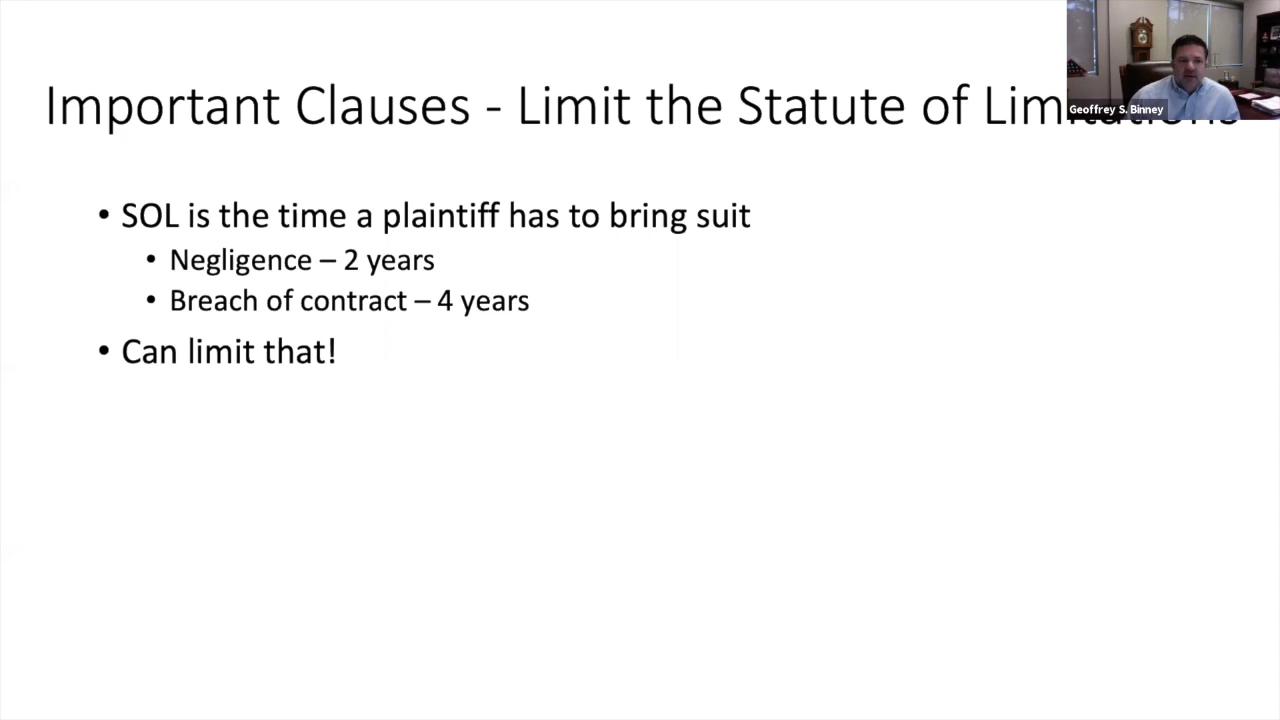 Important Clauses - Limit the Statute of Limitations
Geoffrey S. Binney
• SOL is the time a plaintiff has to bring suit
• Negligence – 2 years
• Breach of contract – 4 years
• Can limit that!